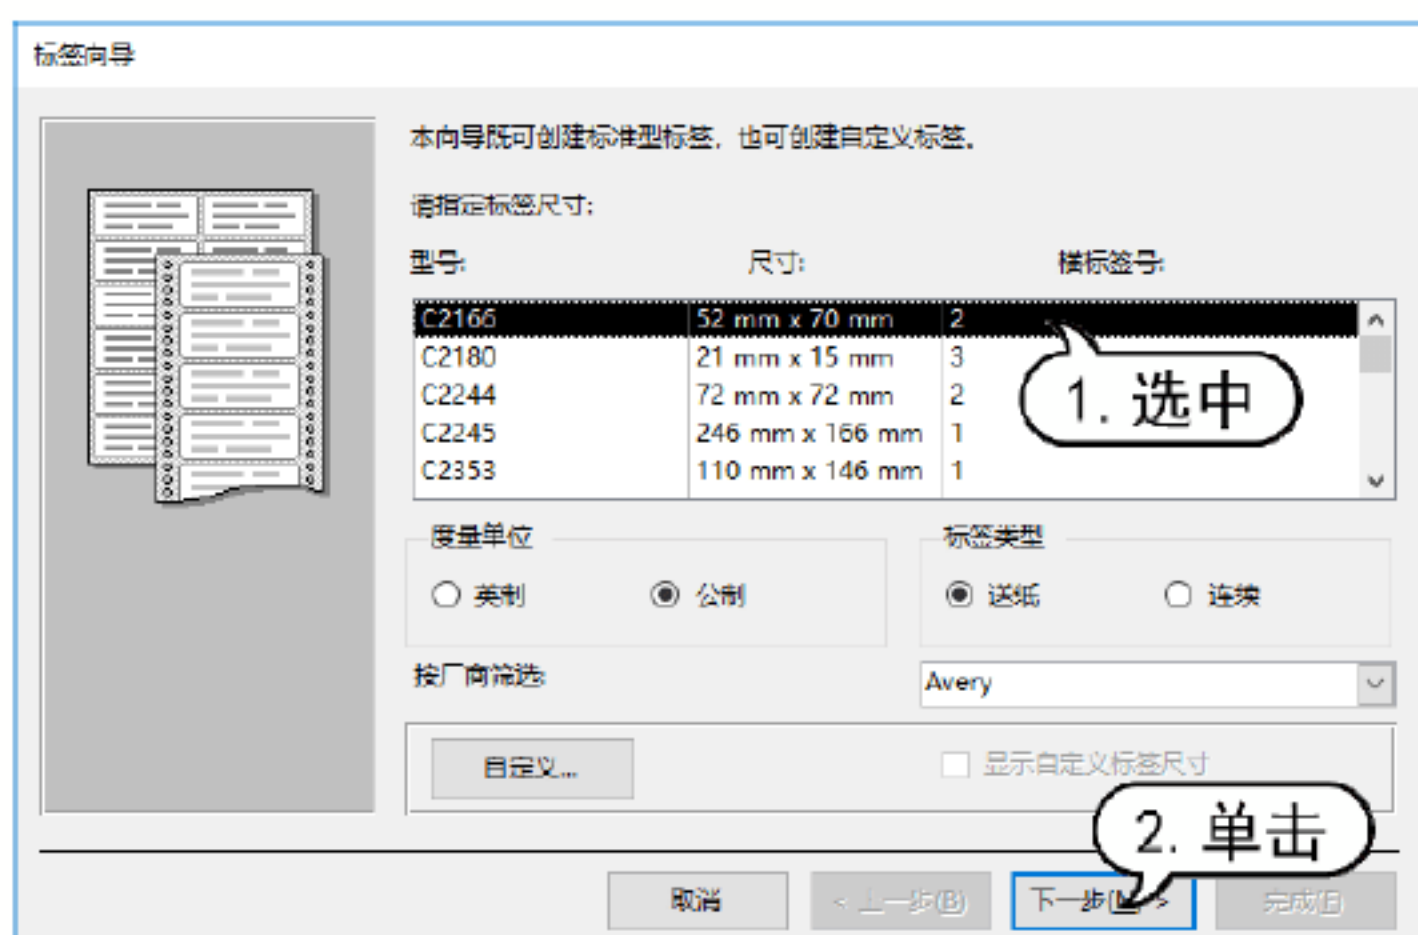 标签向导
本向导既可创建标准型标签，也可创建自定义标签。
请指定标签尺寸:
型号: 尺寸: 横标签号:
C2166 52 mm x 70 mm 2
C2180 21 mm x 15 mm 3
C2244 72 mm x 72 mm 2
C2245 246 mm x 166 mm 1
C2353 110 mm x 146 mm 1
1. 选中
度量单位 标签类型
英制 公制 送纸 连续
按厂商筛选: Avery
自定义... 显示自定义标签尺寸
2. 单击
取消 < 上一步(B) 下一步(N) > 完成(F)